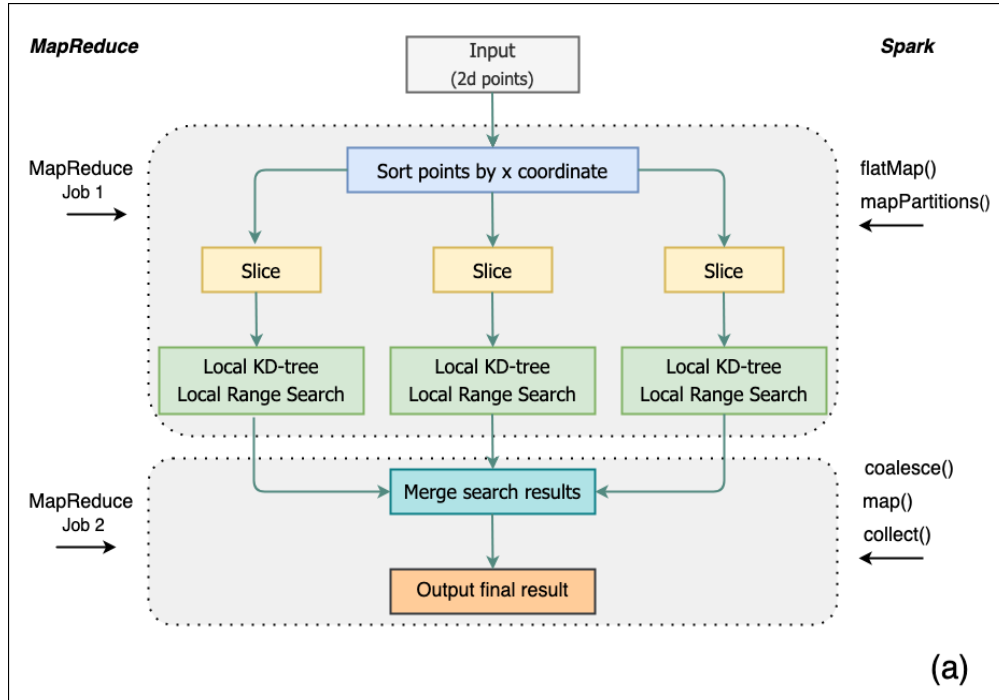 MapReduce
Input
(2d points)
Spark
MapReduce
Job 1
Sort points by x coordinate
flatMap()
mapPartitions()
Slice
Slice
Slice
Local KD-tree
Local Range Search
Local KD-tree
Local Range Search
Local KD-tree
Local Range Search
MapReduce
Job 2
Merge search results
coalesce()
map()
collect()
Output final result
(a)